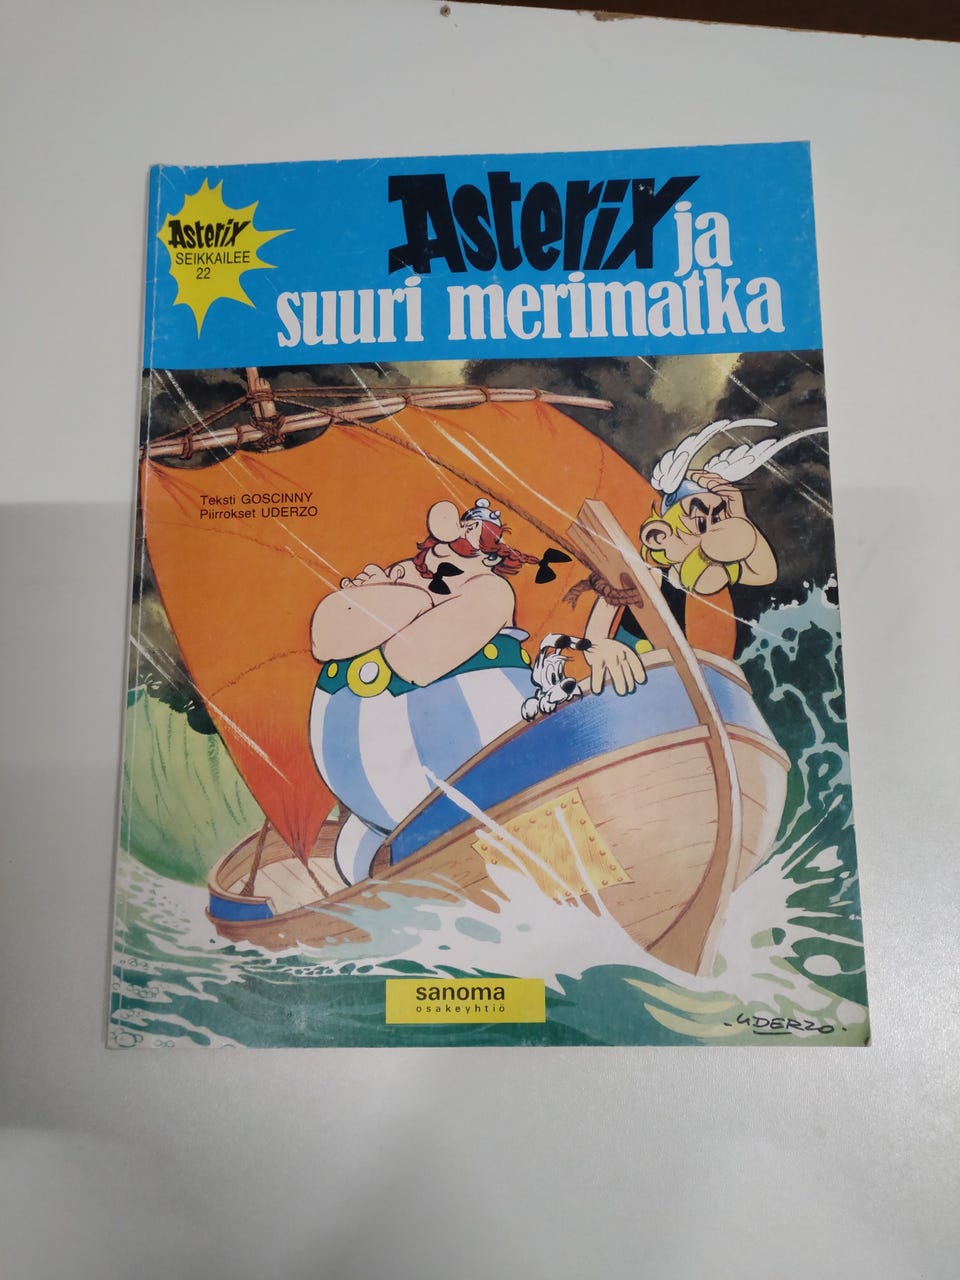 Asterix
SEIKKAILEE
22
Asterix ja
suuri merimatka
Teksti GOSCINNY
Piirrokset UDERZO
sanoma
osakeyhtiö
-UDERZO-